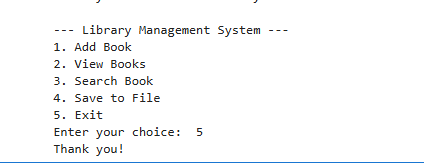 --- Library Management System ---
1. Add Book
2. View Books
3. Search Book
4. Save to File
5. Exit
Enter your choice:  5
Thank you!